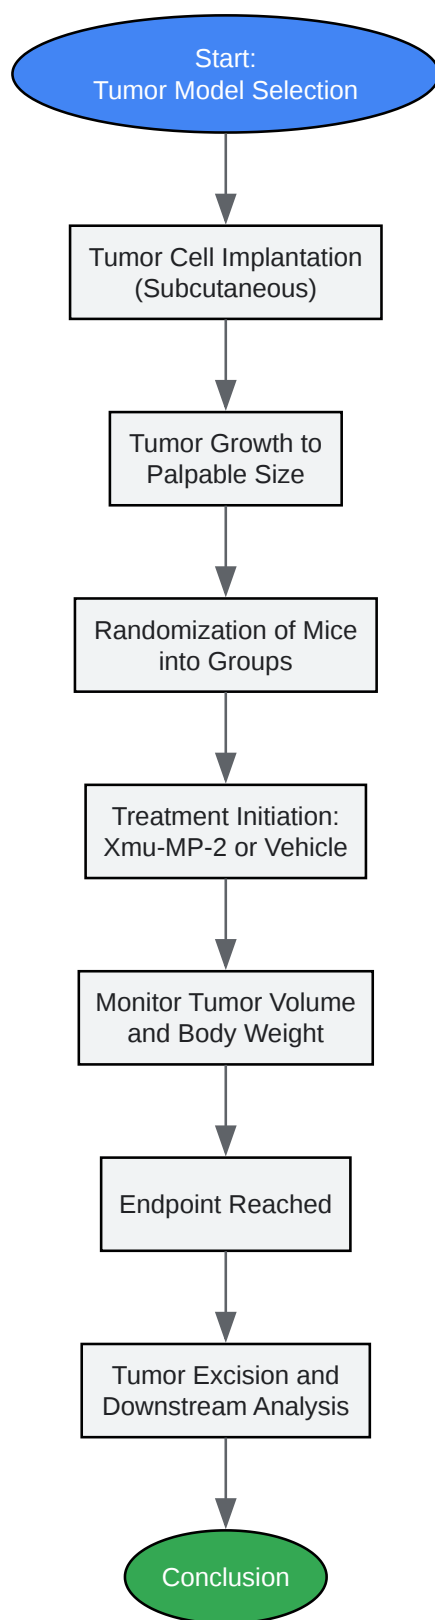 Start:
Tumor Model Selection
Tumor Cell Implantation
(Subcutaneous)
Tumor Growth to
Palpable Size
Randomization of Mice
into Groups
Treatment Initiation:
Xmu-MP-2 or Vehicle
Monitor Tumor Volume
and Body Weight
Endpoint Reached
Tumor Excision and
Downstream Analysis
Conclusion